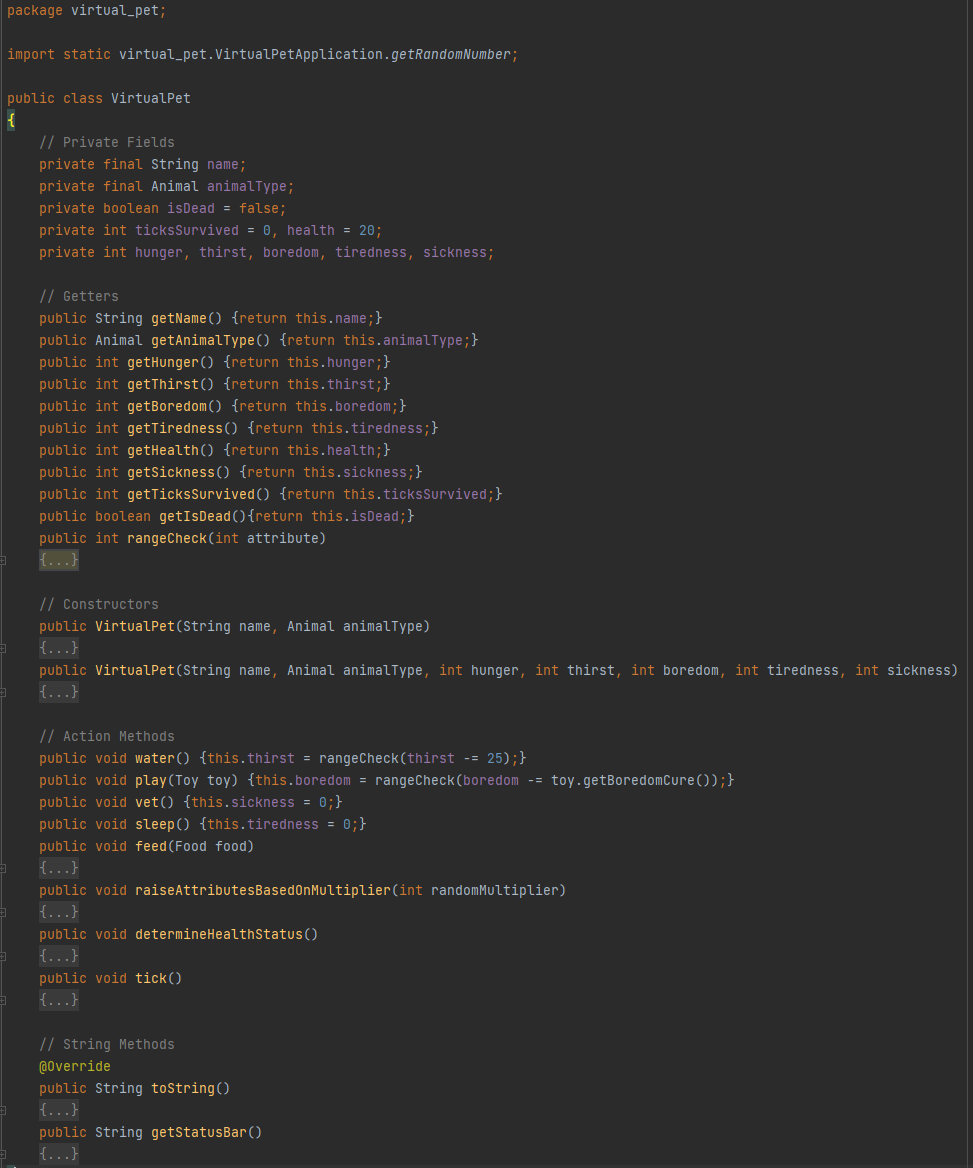 package virtual_pet;
import static virtual_pet.VirtualPetApplication.getRandomNumber;
public class VirtualPet
{
// Private Fields
private final String name;
private final Animal animalType;
private boolean isDead = false;
private int ticksSurvived = 0, health = 20;
private int hunger, thirst, boredom, tiredness, sickness;
// Getters
public String getName() {return this.name;}
public Animal getAnimalType() {return this.animalType;}
public int getHunger() {return this.hunger;}
public int getThirst() {return this.thirst;}
public int getBoredom() {return this.boredom;}
public int getTiredness() {return this.tiredness;}
public int getHealth() {return this.health;}
public int getSickness() {return this.sickness;}
public int getTicksSurvived() {return this.ticksSurvived;}
public boolean getIsDead(){return this.isDead;}
public int rangeCheck(int attribute)
{...}
// Constructors
public VirtualPet(String name, Animal animalType)
{...}
public VirtualPet(String name, Animal animalType, int hunger, int thirst, int boredom, int tiredness, int sickness)
{...}
// Action Methods
public void water() {this.thirst = rangeCheck(thirst -= 25);}
public void play(Toy toy) {this.boredom = rangeCheck(boredom -= toy.getBoredomCure());}
public void vet() {this.sickness = 0;}
public void sleep() {this.tiredness = 0;}
public void feed(Food food)
{...}
public void raiseAttributesBasedOnMultiplier(int randomMultiplier)
{...}
public void determineHealthStatus()
{...}
public void tick()
{...}
// String Methods
@Override
public String toString()
{...}
public String getStatusBar()
{...}